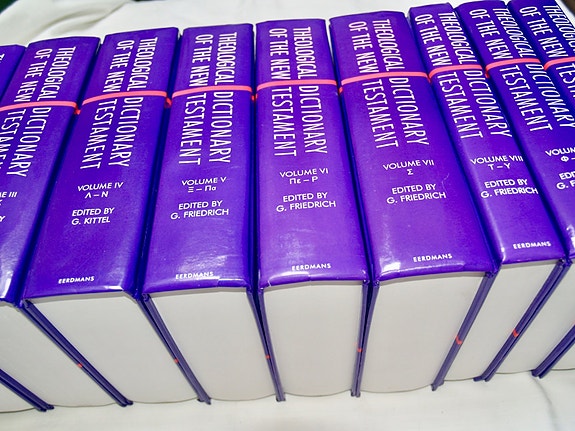 THEOLOGICAL DICTIONARY
OF THE NEW TESTAMENT
VOLUME IV
Λ – N
EDITED BY
G. KITTEL
EERDMANS
THEOLOGICAL DICTIONARY
OF THE NEW TESTAMENT
VOLUME V
Ξ – Πα
EDITED BY
G. FRIEDRICH
EERDMANS
THEOLOGICAL DICTIONARY
OF THE NEW TESTAMENT
VOLUME VI
Πε – P
EDITED BY
G. FRIEDRICH
EERDMANS
THEOLOGICAL DICTIONARY
OF THE NEW TESTAMENT
VOLUME VII
Σ
EDITED BY
G. FRIEDRICH
EERDMANS
THEOLOGICAL DICTIONARY
OF THE NEW TESTAMENT
VOLUME VIII
T – Y
EDITED BY
G. FRIEDRICH
EERDMANS
THEOLOGICAL DICTIONARY
OF THE NEW TESTAMENT
THEOLOGICAL DICTIONARY
OF THE NEW TESTAMENT